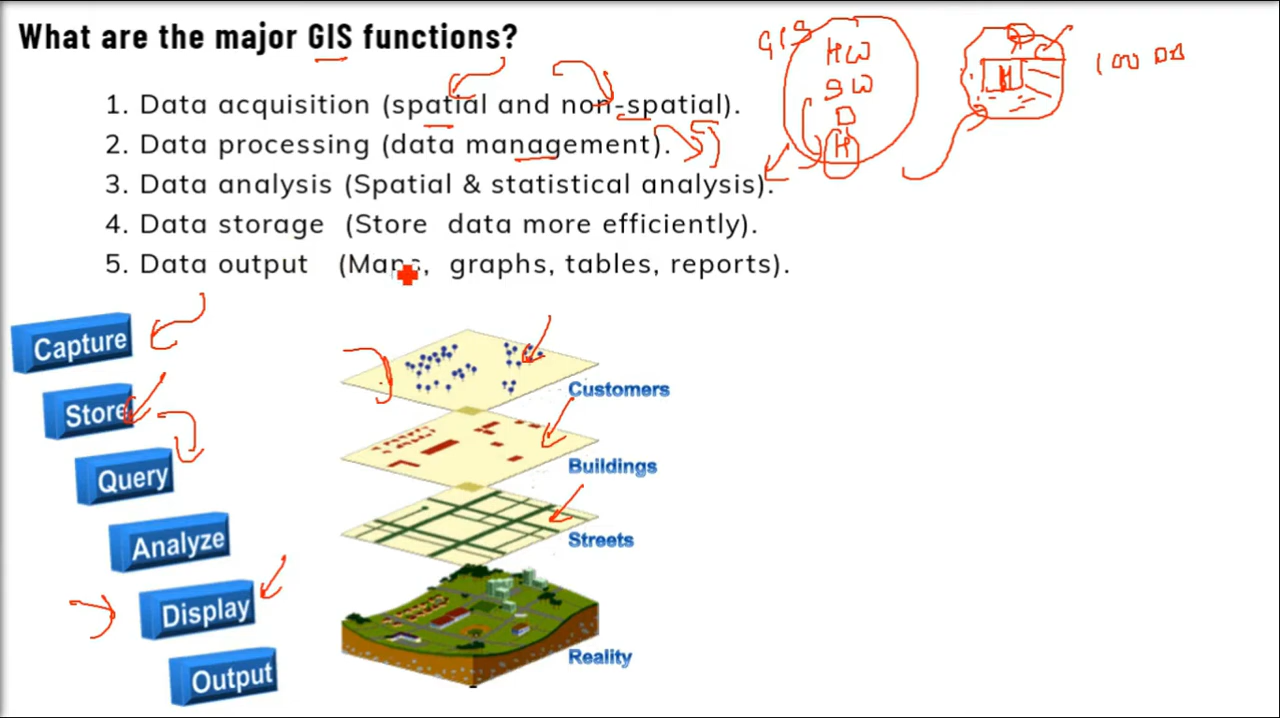 What are the major GIS functions?
1. Data acquisition (spatial and non-spatial).
2. Data processing (data management).
3. Data analysis (Spatial & statistical analysis).
4. Data storage (Store data more efficiently).
5. Data output (Maps, graphs, tables, reports).
GIS
HW
SW
D
H
H
100
Capture
Store
Query
Analyze
Display
Output
Customers
Buildings
Streets
Reality